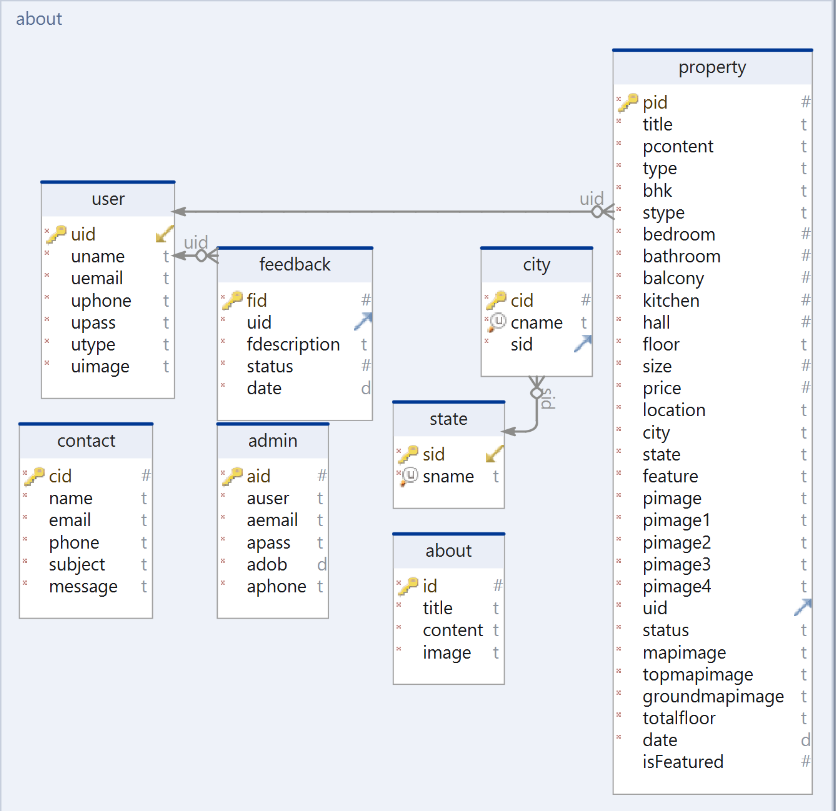 about
property
pid #
title t
pcontent t
type t
bhk t
stype t
bedroom #
bathroom #
balcony #
kitchen #
hall #
floor t
size #
price #
location t
city t
state t
feature t
pimage t
pimage1 t
pimage2 t
pimage3 t
pimage4 t
uid
status t
mapimage t
topmapimage t
groundmapimage t
totalfloor t
date d
isFeatured #
uid
user
uid
uname t
uemail t
uphone t
upass t
utype t
uimage t
uid
feedback
fid #
uid
fdescription t
status #
date d
city
cid #
u cname t
sid
sid
state
sid
u sname t
contact
cid #
name t
email t
phone t
subject t
message t
admin
aid #
auser t
aemail t
apass t
adob d
aphone t
about
id #
title t
content t
image t